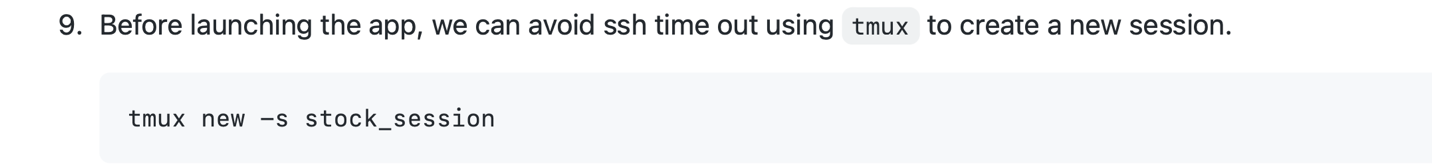 9. Before launching the app, we can avoid ssh time out using tmux to create a new session.
tmux new -s stock_session